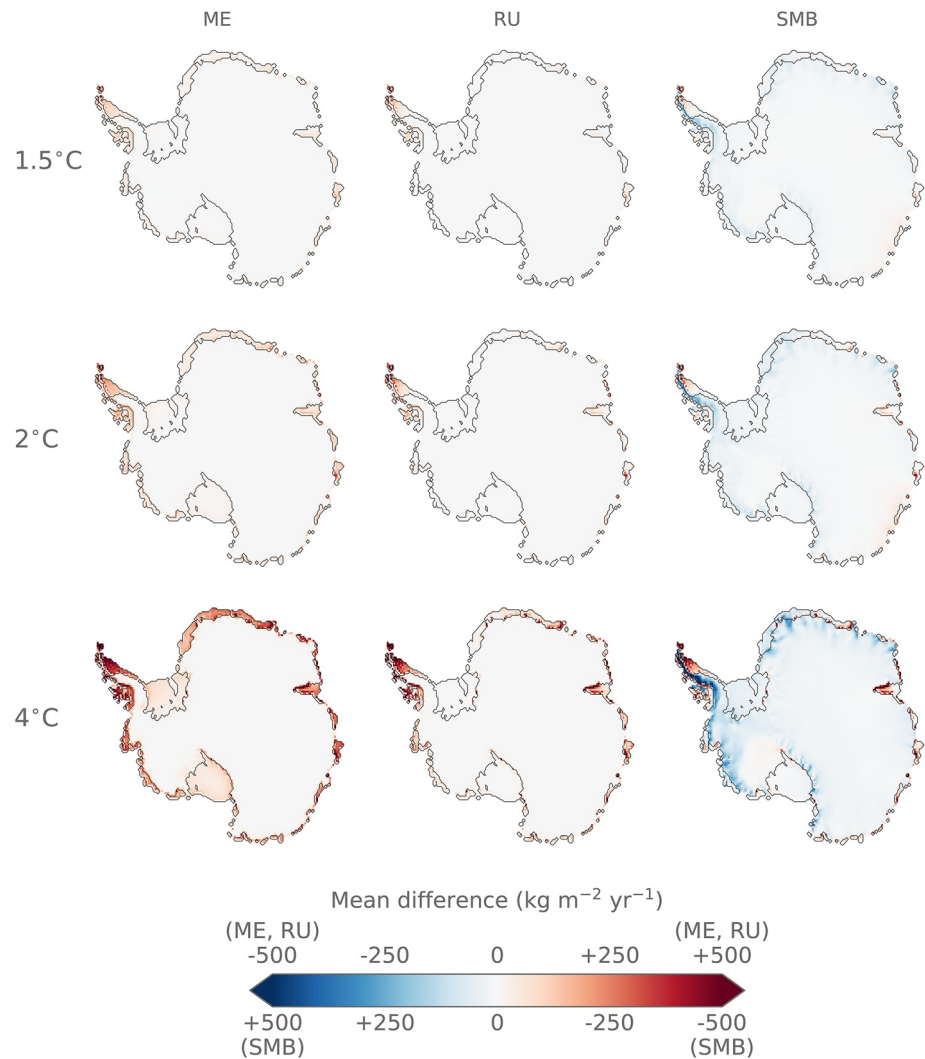 ME RU SMB
1.5°C
2°C
4°C
Mean difference (kg m⁻² yr⁻¹)
(ME, RU) (ME, RU)
-500 -250 0 +250 +500
+500 +250 0 -250 -500
(SMB) (SMB)